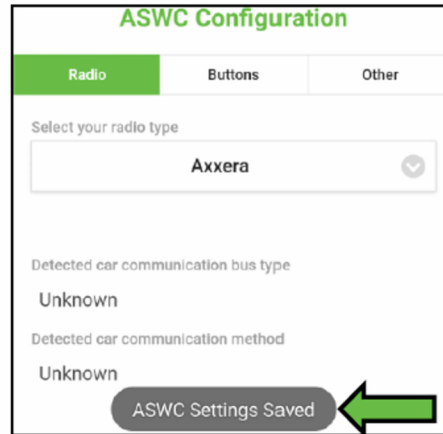 ASWC Configuration
Radio
Buttons
Other
Select your radio type
Axxera
Detected car communication bus type
Unknown
Detected car communication method
Unknown
ASWC Settings Saved